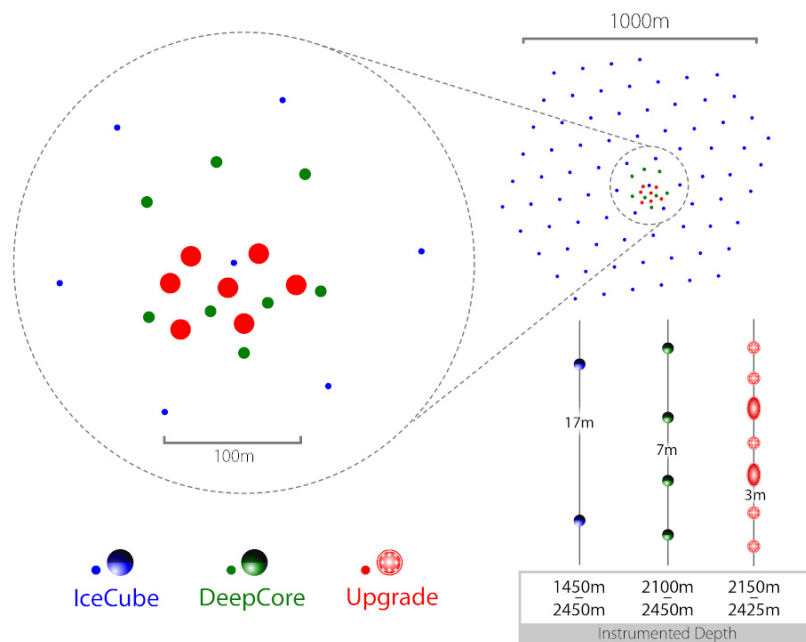 1000m
100m
17m
7m
3m
IceCube
DeepCore
Upgrade
1450m
–
2450m
2100m
–
2450m
2150m
–
2425m
Instrumented Depth